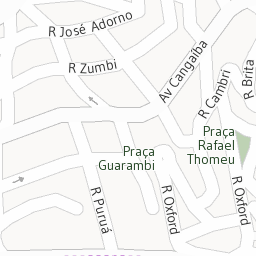 R José Adorno
R Zumbi
Av Cangaíba
R Cambri
R Brita
Praça
Rafael
Thomeu
Praça
Guarambi
R Puruá
R Oxford
R Oxford